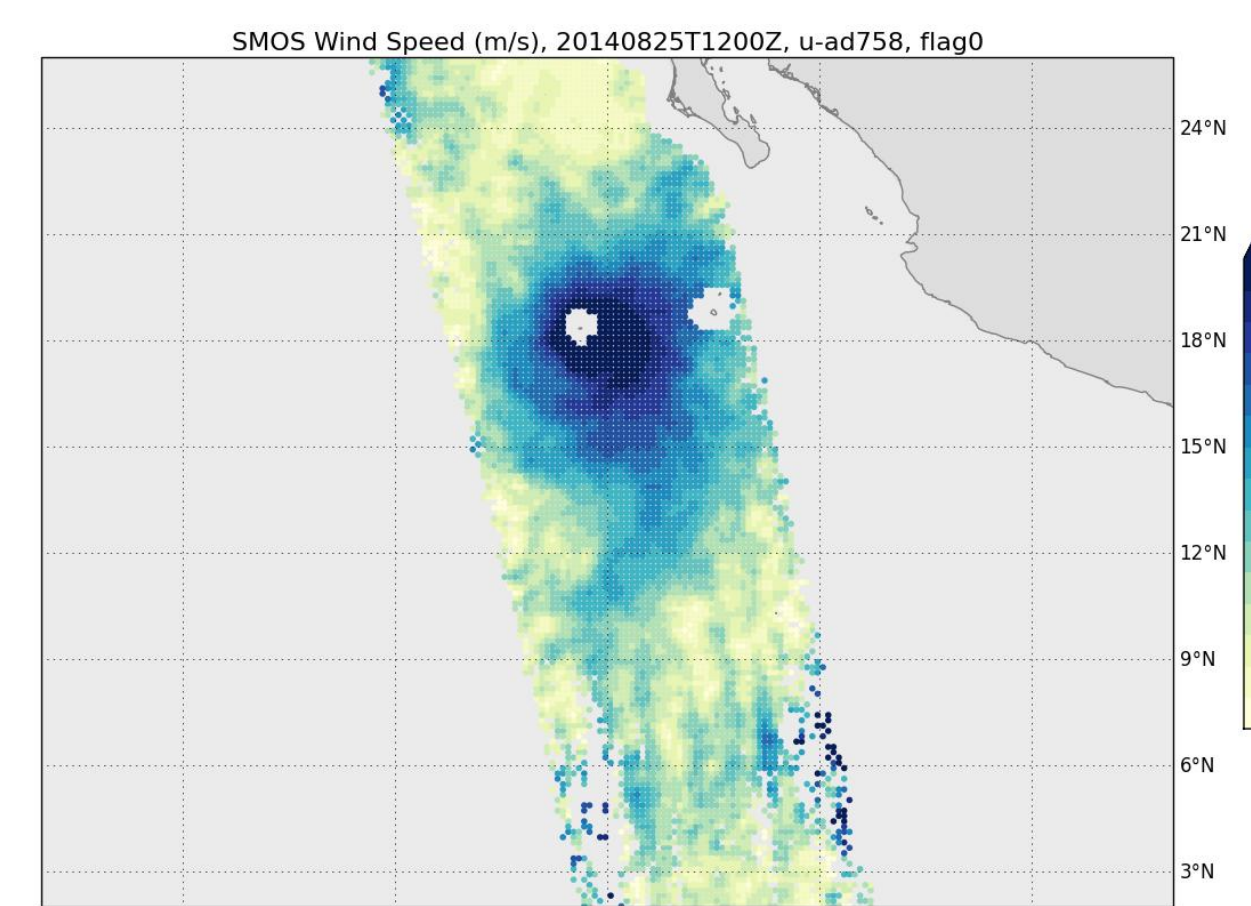 SMOS Wind Speed (m/s), 20140825T1200Z, u-ad758, flag0
24°N
21°N
18°N
15°N
12°N
9°N
6°N
3°N